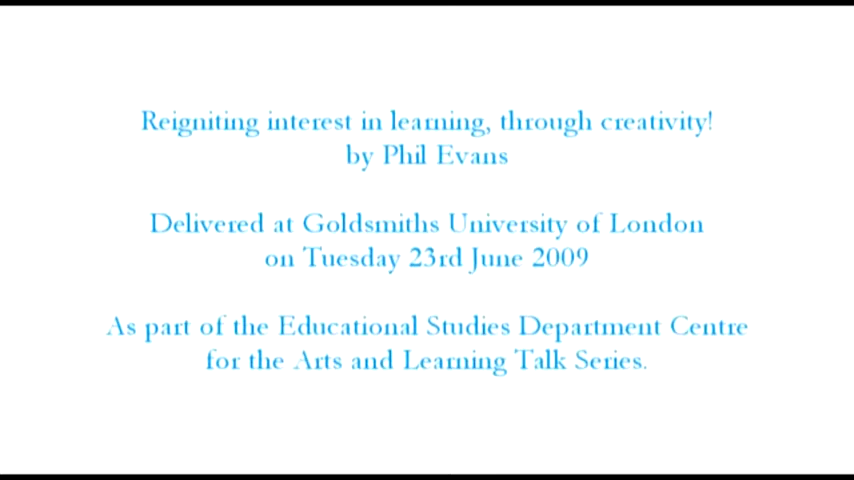 Reigniting interest in learning, through creativity!
by Phil Evans
Delivered at Goldsmiths University of London
on Tuesday 23rd June 2009
As part of the Educational Studies Department Centre
for the Arts and Learning Talk Series.